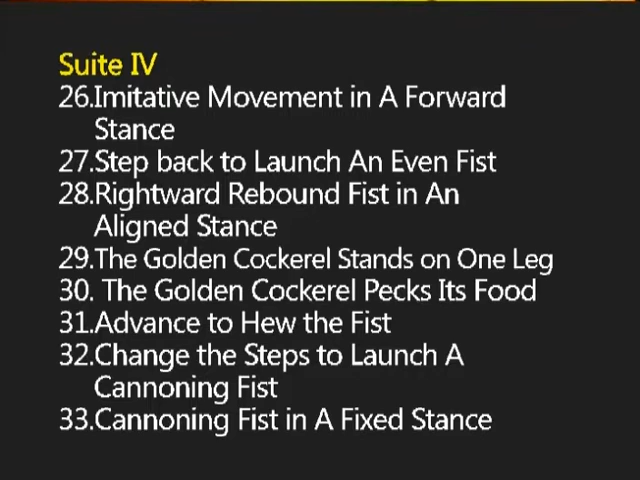 Suite IV
26.Imitative Movement in A Forward
Stance
27.Step back to Launch An Even Fist
28.Rightward Rebound Fist in An
Aligned Stance
29.The Golden Cockerel Stands on One Leg
30. The Golden Cockerel Pecks Its Food
31.Advance to Hew the Fist
32.Change the Steps to Launch A
Cannoning Fist
33.Cannoning Fist in A Fixed Stance